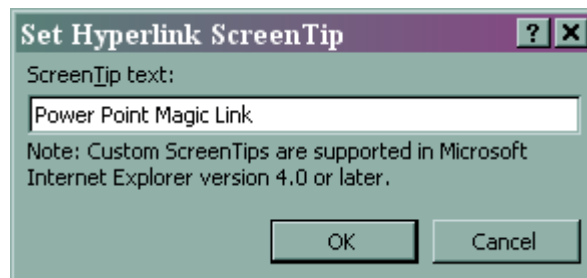 Set Hyperlink ScreenTip
ScreenTip text:
Power Point Magic Link
Note: Custom ScreenTips are supported in Microsoft
Internet Explorer version 4.0 or later.
OK Cancel